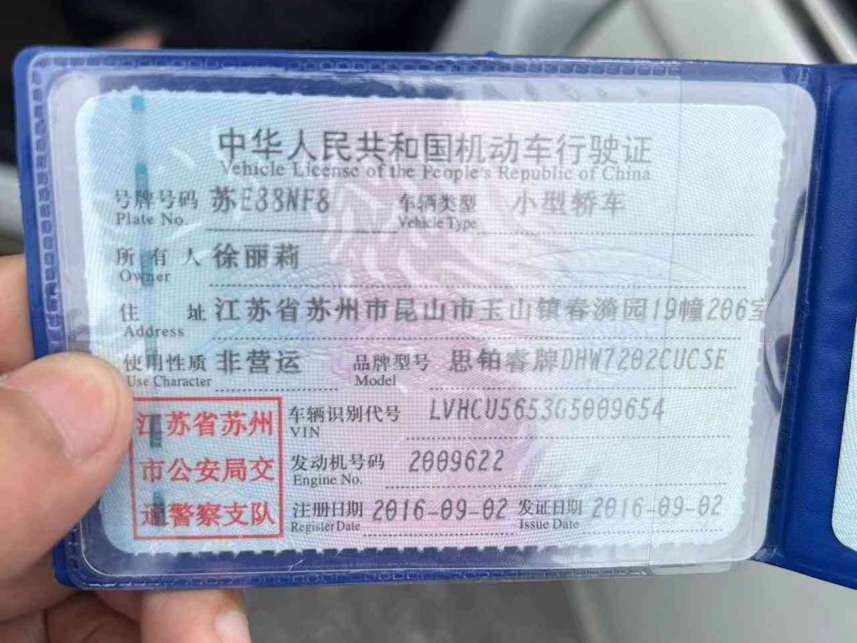 中华人民共和国机动车行驶证
Vehicle License of the People's Republic of China
号牌号码 苏E38NF8 车辆类型 小型轿车
Plate No. Vehicle Type
所有人 徐丽莉
Owner
住址 江苏省苏州市昆山市玉山镇春漪园19幢206室
Address
使用性质 非营运 品牌型号 思铂睿牌DHW7202CUCSE
Use Character Model
江苏省苏州
市公安局交
通警察支队
车辆识别代号 LVHCU5653G5009654
VIN
发动机号码 2009622
Engine No.
注册日期 2016-09-02 发证日期 2016-09-02
Register Date Issue Date